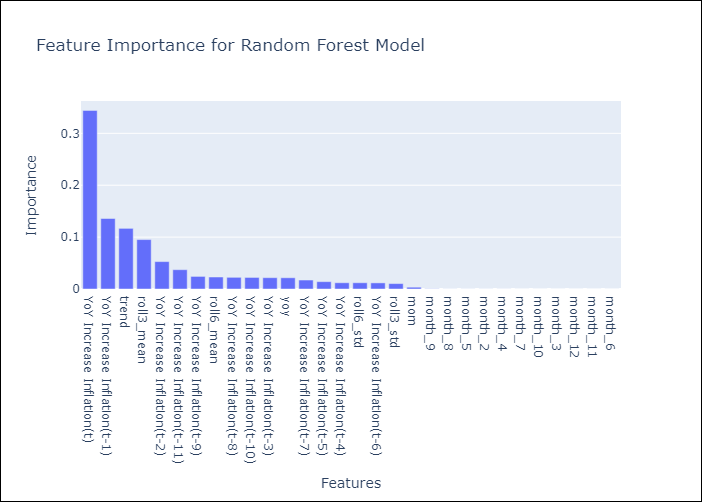 Feature Importance for Random Forest Model
0.3
0.2
0.1
0
Importance
YoY Increase Inflation(t)
YoY Increase Inflation(t-1)
trend
roll3_mean
YoY Increase Inflation(t-2)
YoY Increase Inflation(t-11)
YoY Increase Inflation(t-9)
roll6_mean
YoY Increase Inflation(t-8)
YoY Increase Inflation(t-10)
YoY Increase Inflation(t-3)
yoy
YoY Increase Inflation(t-7)
YoY Increase Inflation(t-5)
YoY Increase Inflation(t-4)
roll6_std
YoY Increase Inflation(t-6)
roll3_std
mom
month_9
month_8
month_5
month_2
month_4
month_7
month_10
month_3
month_12
month_11
month_6
Features